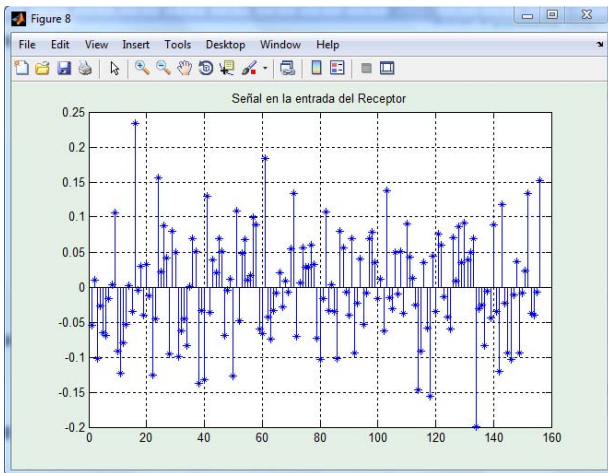 Figure 8
File Edit View Insert Tools Desktop Window Help
Señal en la entrada del Receptor
0.25
0.2
0.15
0.1
0.05
0
-0.05
-0.1
-0.15
-0.2
0 20 40 60 80 100 120 140 160